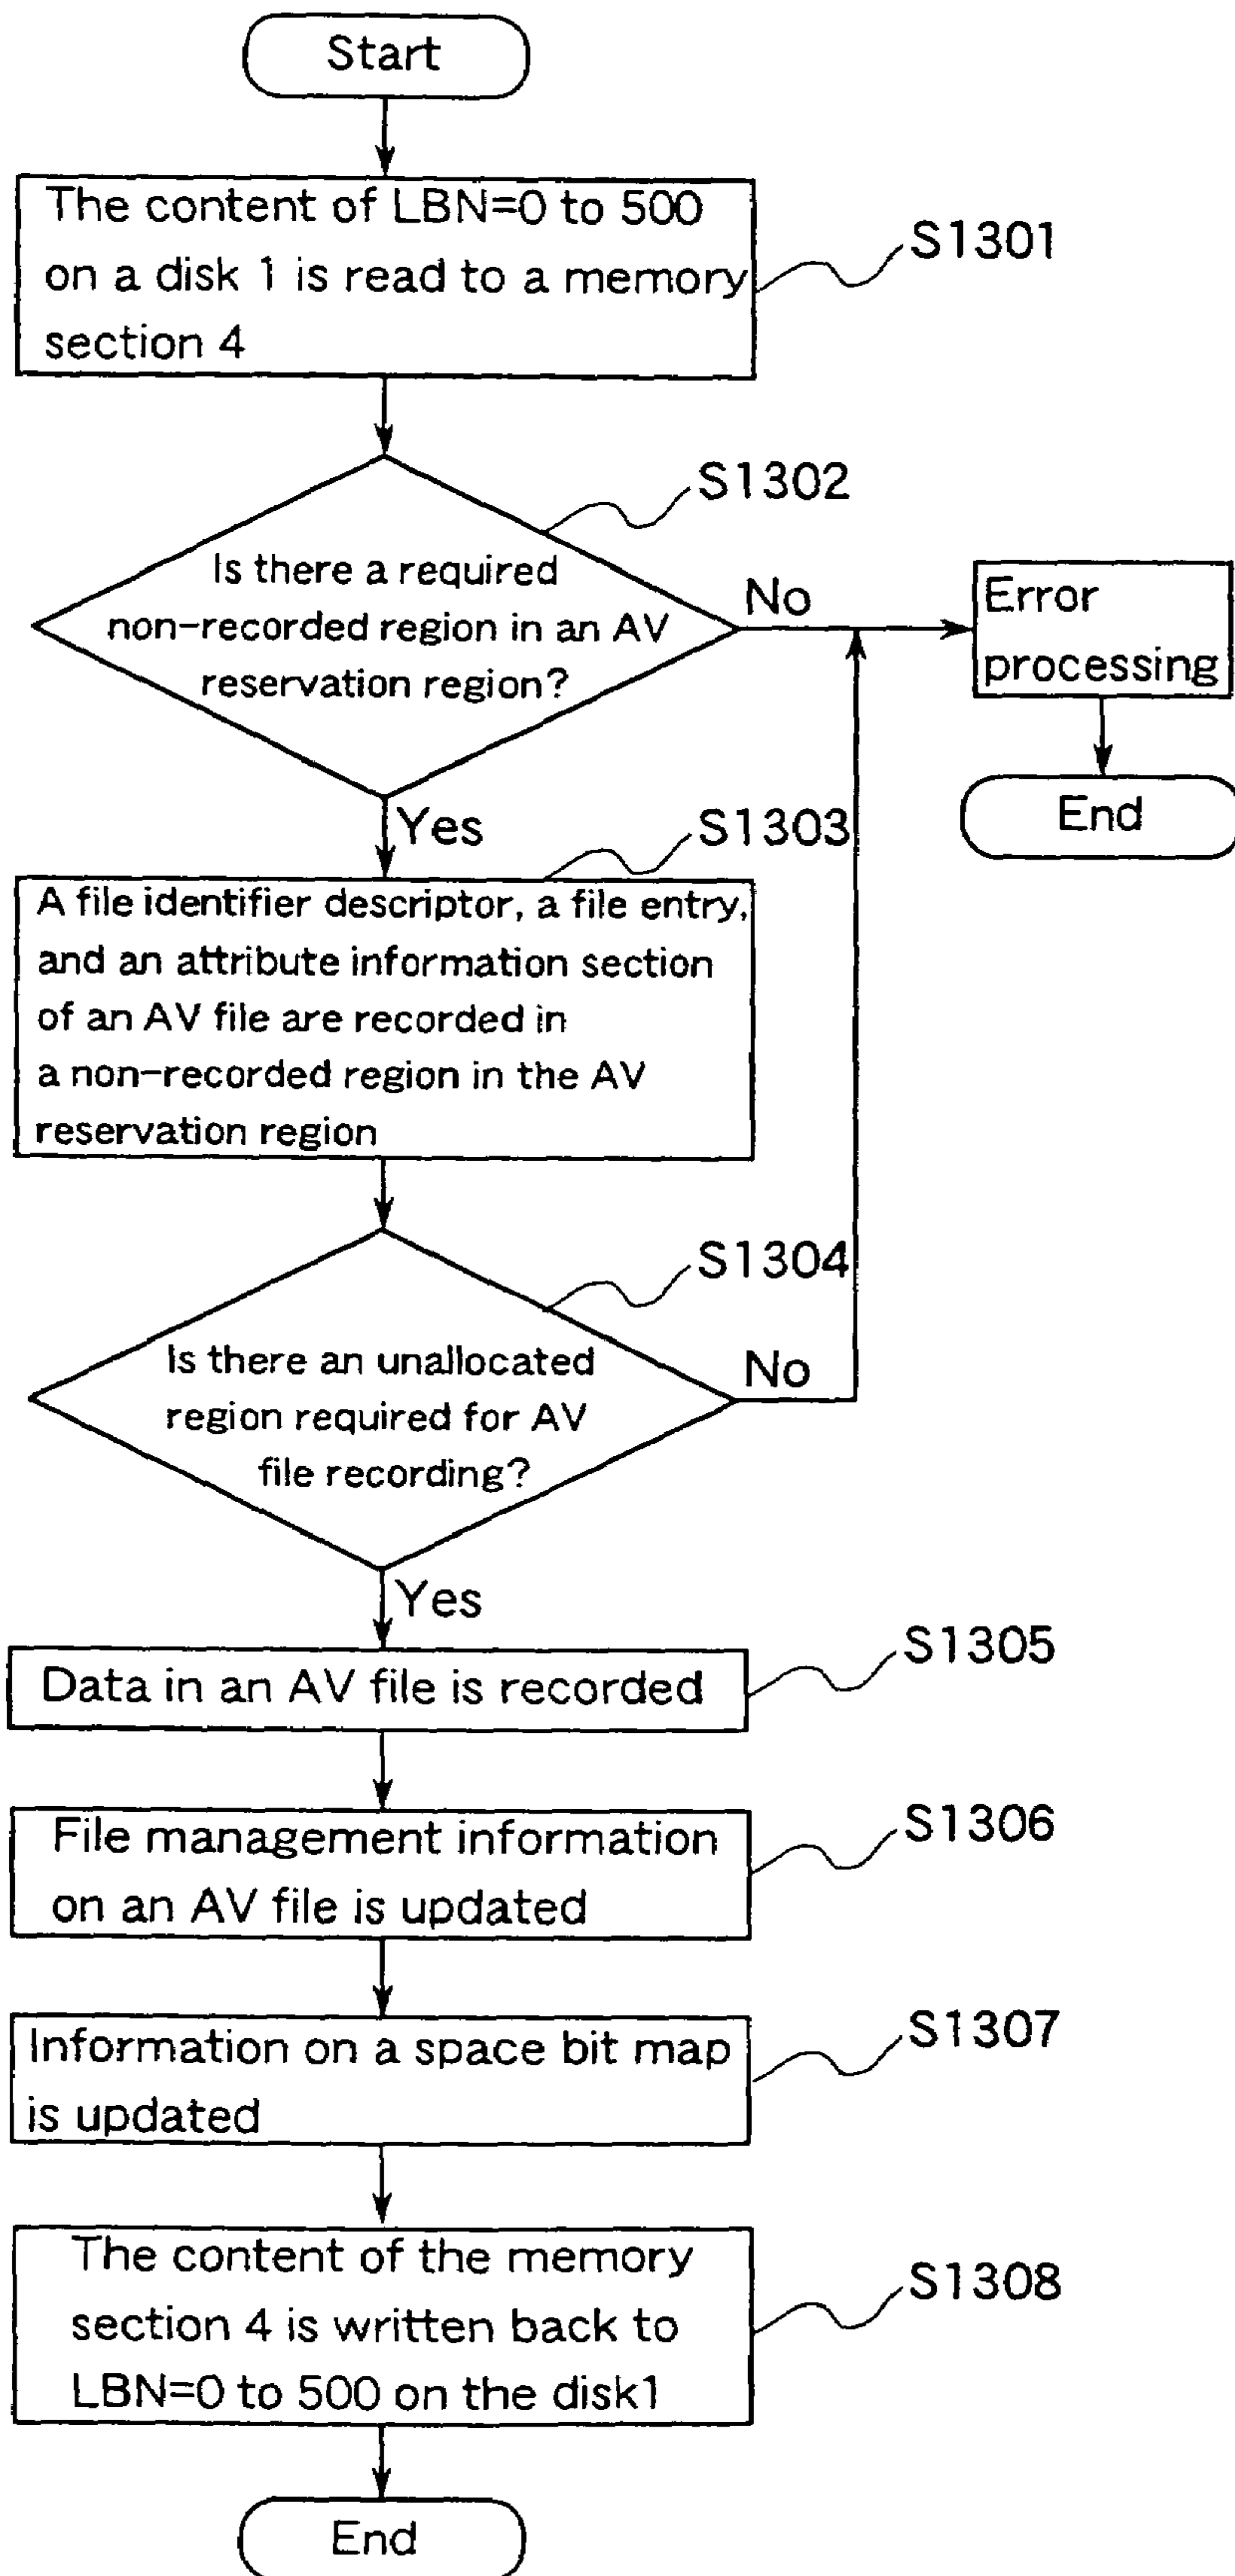 Start
The content of LBN=0 to 500
on a disk 1 is read to a memory
section 4
S1301
S1302
Is there a required
non-recorded region in an AV
reservation region?
No
Error
processing
End
Yes
S1303
A file identifier descriptor, a file entry,
and an attribute information section
of an AV file are recorded in
a non-recorded region in the AV
reservation region
S1304
Is there an unallocated
region required for AV
file recording?
No
Yes
S1305
Data in an AV file is recorded
S1306
File management information
on an AV file is updated
S1307
Information on a space bit map
is updated
The content of the memory
section 4 is written back to
LBN=0 to 500 on the disk1
S1308
End